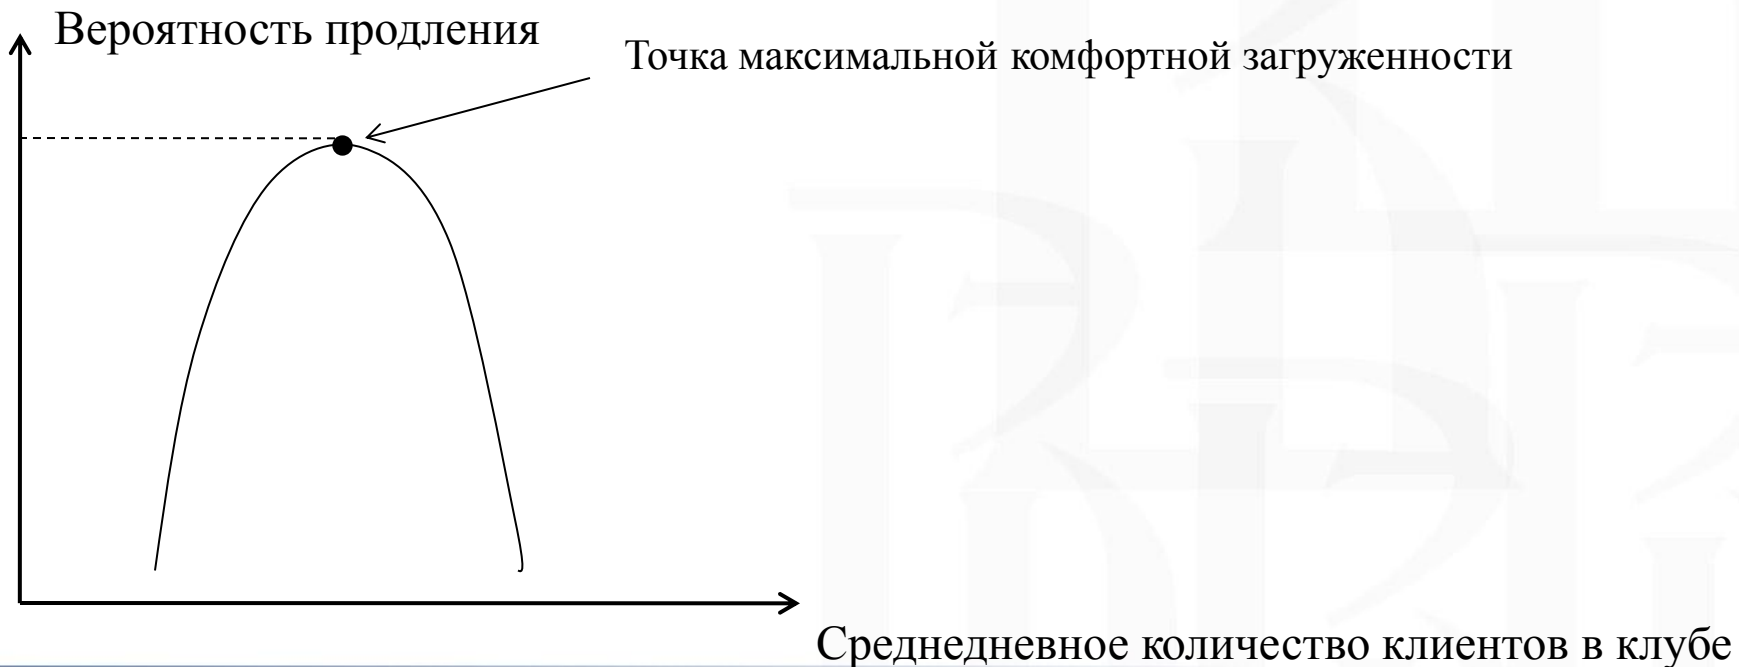 Вероятность продления
Точка максимальной комфортной загруженности
Среднедневное количество клиентов в клубе